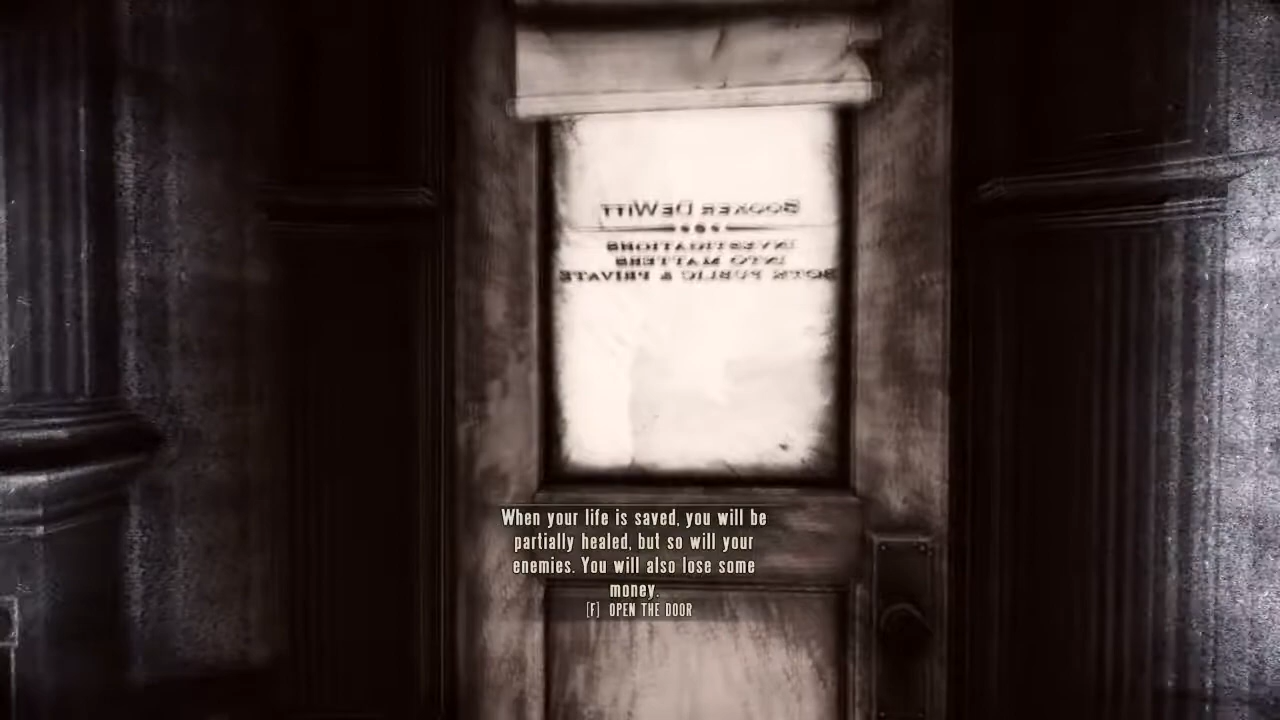 BOOKER DEWITT
INVESTIGATIONS
INTO MATTERS
BOTH PUBLIC & PRIVATE
When your life is saved, you will be
partially healed, but so will your
enemies. You will also lose some
money.
[F] OPEN THE DOOR